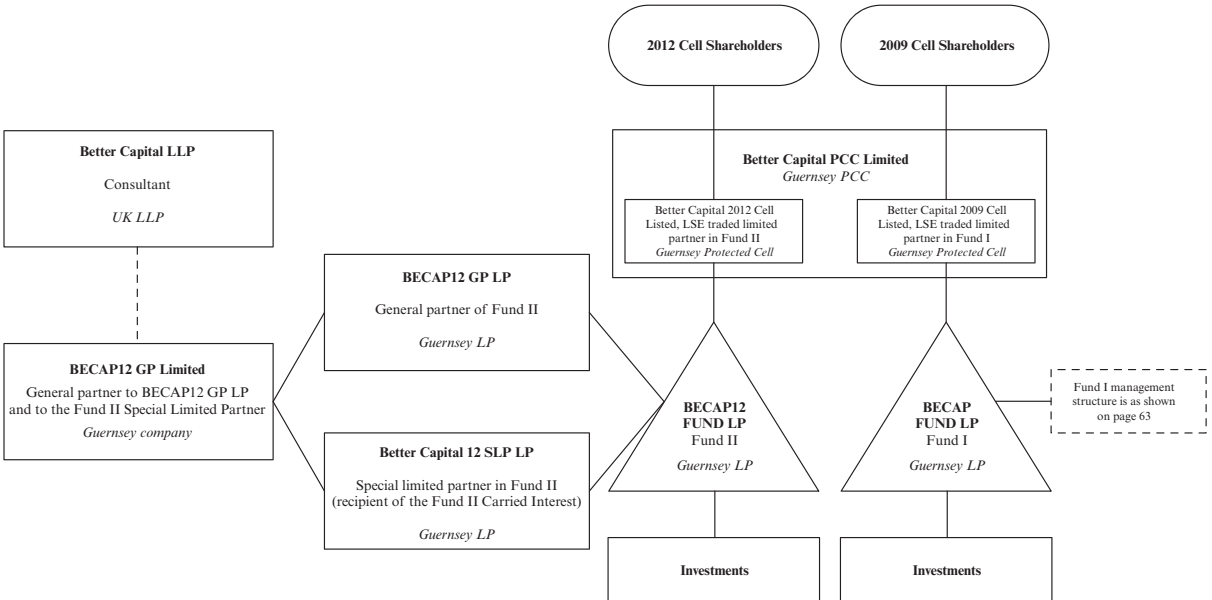 2012 Cell Shareholders
2009 Cell Shareholders
Better Capital LLP
Consultant
UK LLP
Better Capital PCC Limited
Guernsey PCC
Better Capital 2012 Cell
Listed, LSE traded limited
partner in Fund II
Guernsey Protected Cell
Better Capital 2009 Cell
Listed, LSE traded limited
partner in Fund I
Guernsey Protected Cell
BECAP12 GP LP
General partner of Fund II
Guernsey LP
BECAP12 GP Limited
General partner to BECAP12 GP LP
and to the Fund II Special Limited Partner
Guernsey company
Better Capital 12 SLP LP
Special limited partner in Fund II
(recipient of the Fund II Carried Interest)
Guernsey LP
BECAP12
FUND LP
Fund II
Guernsey LP
BECAP
FUND LP
Fund I
Guernsey LP
Fund I management
structure is as shown
on page 63
Investments
Investments